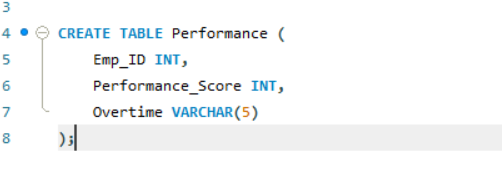 3
4 CREATE TABLE Performance (
5 Emp_ID INT,
6 Performance_Score INT,
7 Overtime VARCHAR(5)
8 );